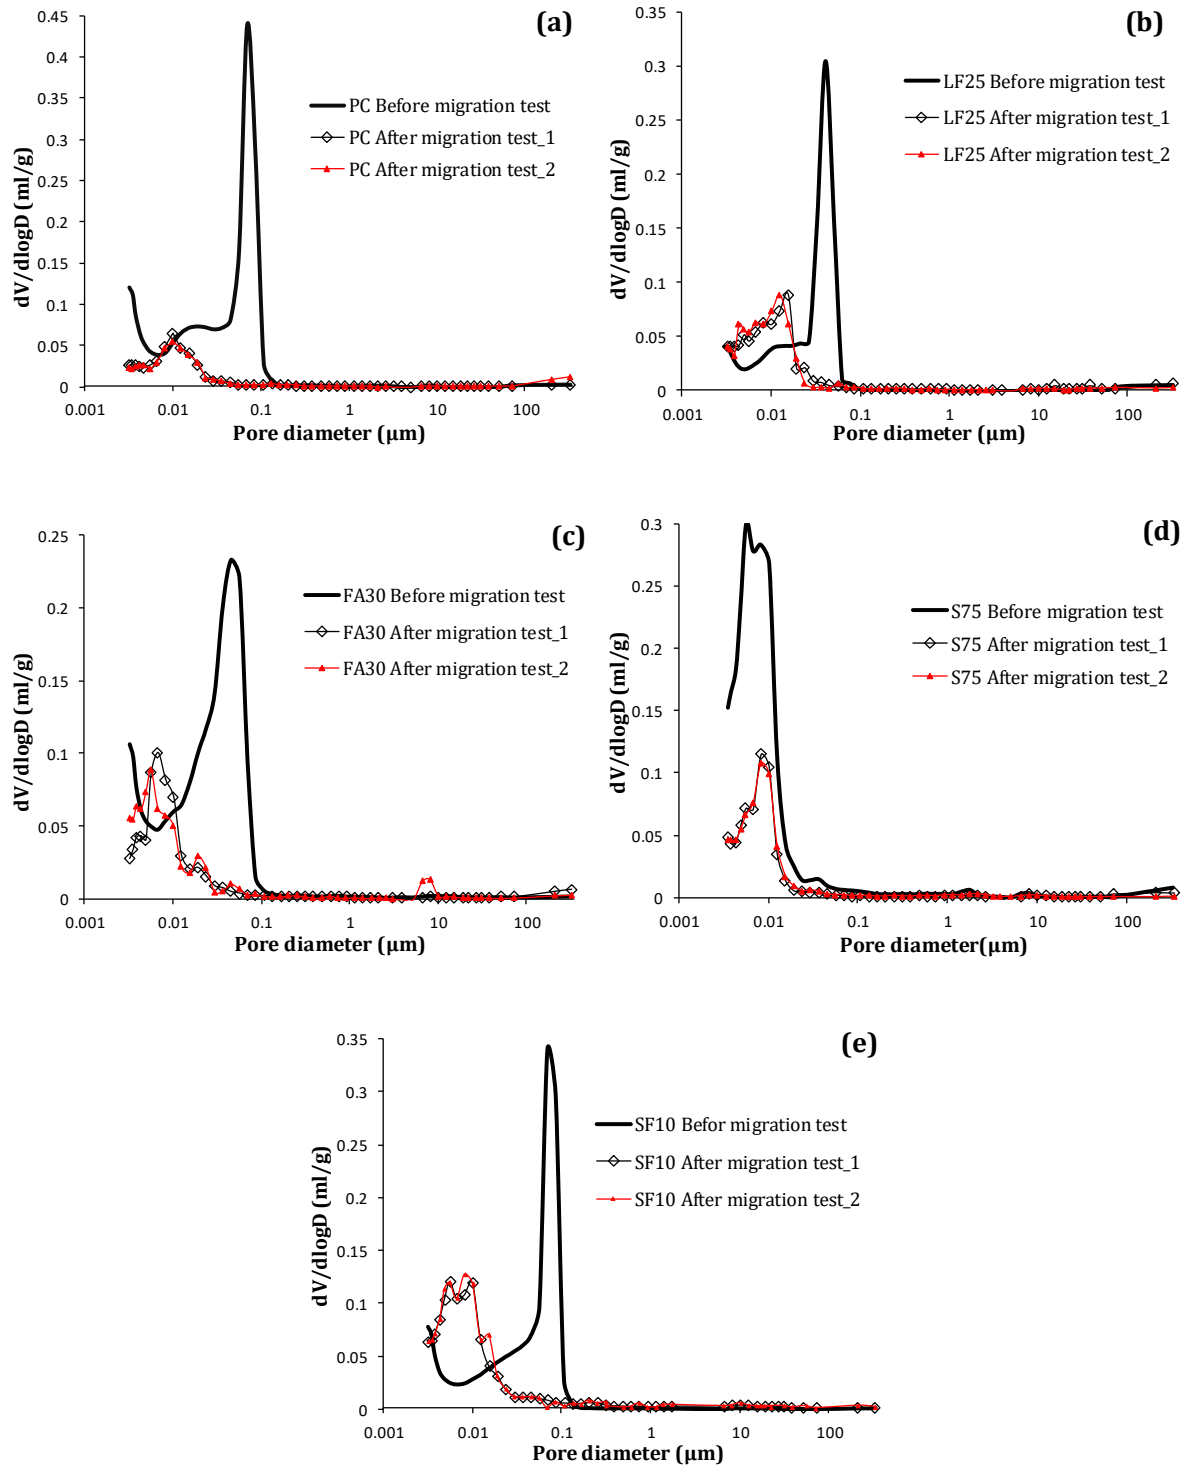 (a)
0.45
0.4
0.35
0.3
0.25
0.2
0.15
0.1
0.05
0
dV/dlogD (ml/g)
PC Before migration test
PC After migration test_1
PC After migration test_2
0.001 0.01 0.1 1 10 100
Pore diameter (µm)
(b)
0.35
0.3
0.25
0.2
0.15
0.1
0.05
0
dV/dlogD (ml/g)
LF25 Before migration test
LF25 After migration test_1
LF25 After migration test_2
0.001 0.01 0.1 1 10 100
Pore diameter (µm)
(c)
0.25
0.2
0.15
0.1
0.05
0
dV/dlogD (ml/g)
FA30 Before migration test
FA30 After migration test_1
FA30 After migration test_2
0.001 0.01 0.1 1 10 100
Pore diameter (µm)
(d)
0.3
0.25
0.2
0.15
0.1
0.05
0
dV/dlogD (ml/g)
S75 Before migration test
S75 After migration test_1
S75 After migration test_2
0.001 0.01 0.1 1 10 100
Pore diameter(µm)
(e)
0.35
0.3
0.25
0.2
0.15
0.1
0.05
0
dV/dlogD (ml/g)
SF10 Befor migration test
SF10 After migration test_1
SF10 After migration test_2
0.001 0.01 0.1 1 10 100
Pore diameter (µm)